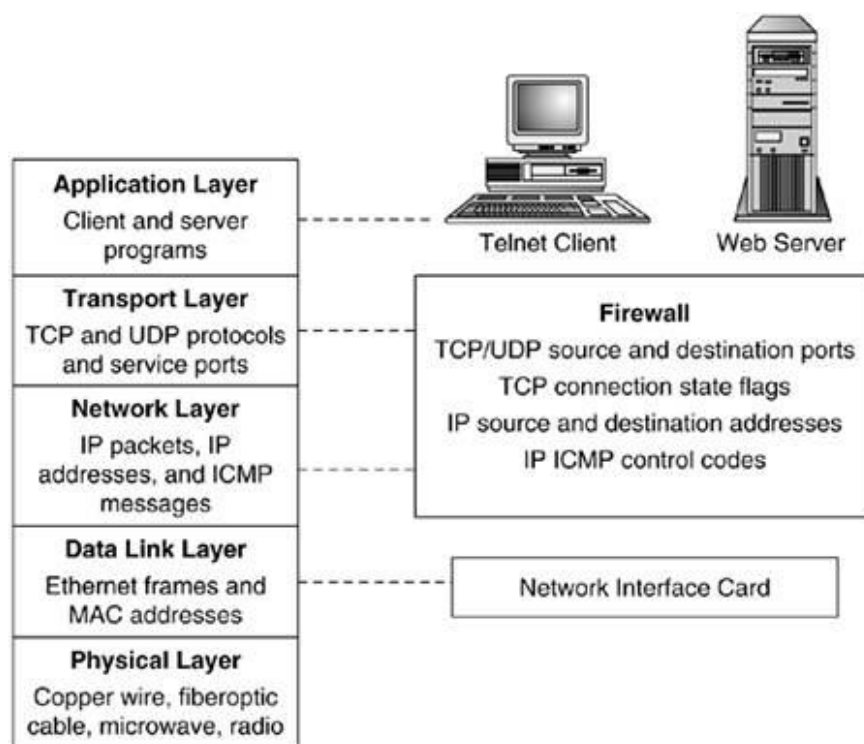 Telnet Client
Web Server
Application Layer
Client and server
programs
Transport Layer
TCP and UDP protocols
and service ports
Network Layer
IP packets, IP
addresses, and ICMP
messages
Data Link Layer
Ethernet frames and
MAC addresses
Physical Layer
Copper wire, fiberoptic
cable, microwave, radio
Firewall
TCP/UDP source and destination ports
TCP connection state flags
IP source and destination addresses
IP ICMP control codes
Network Interface Card